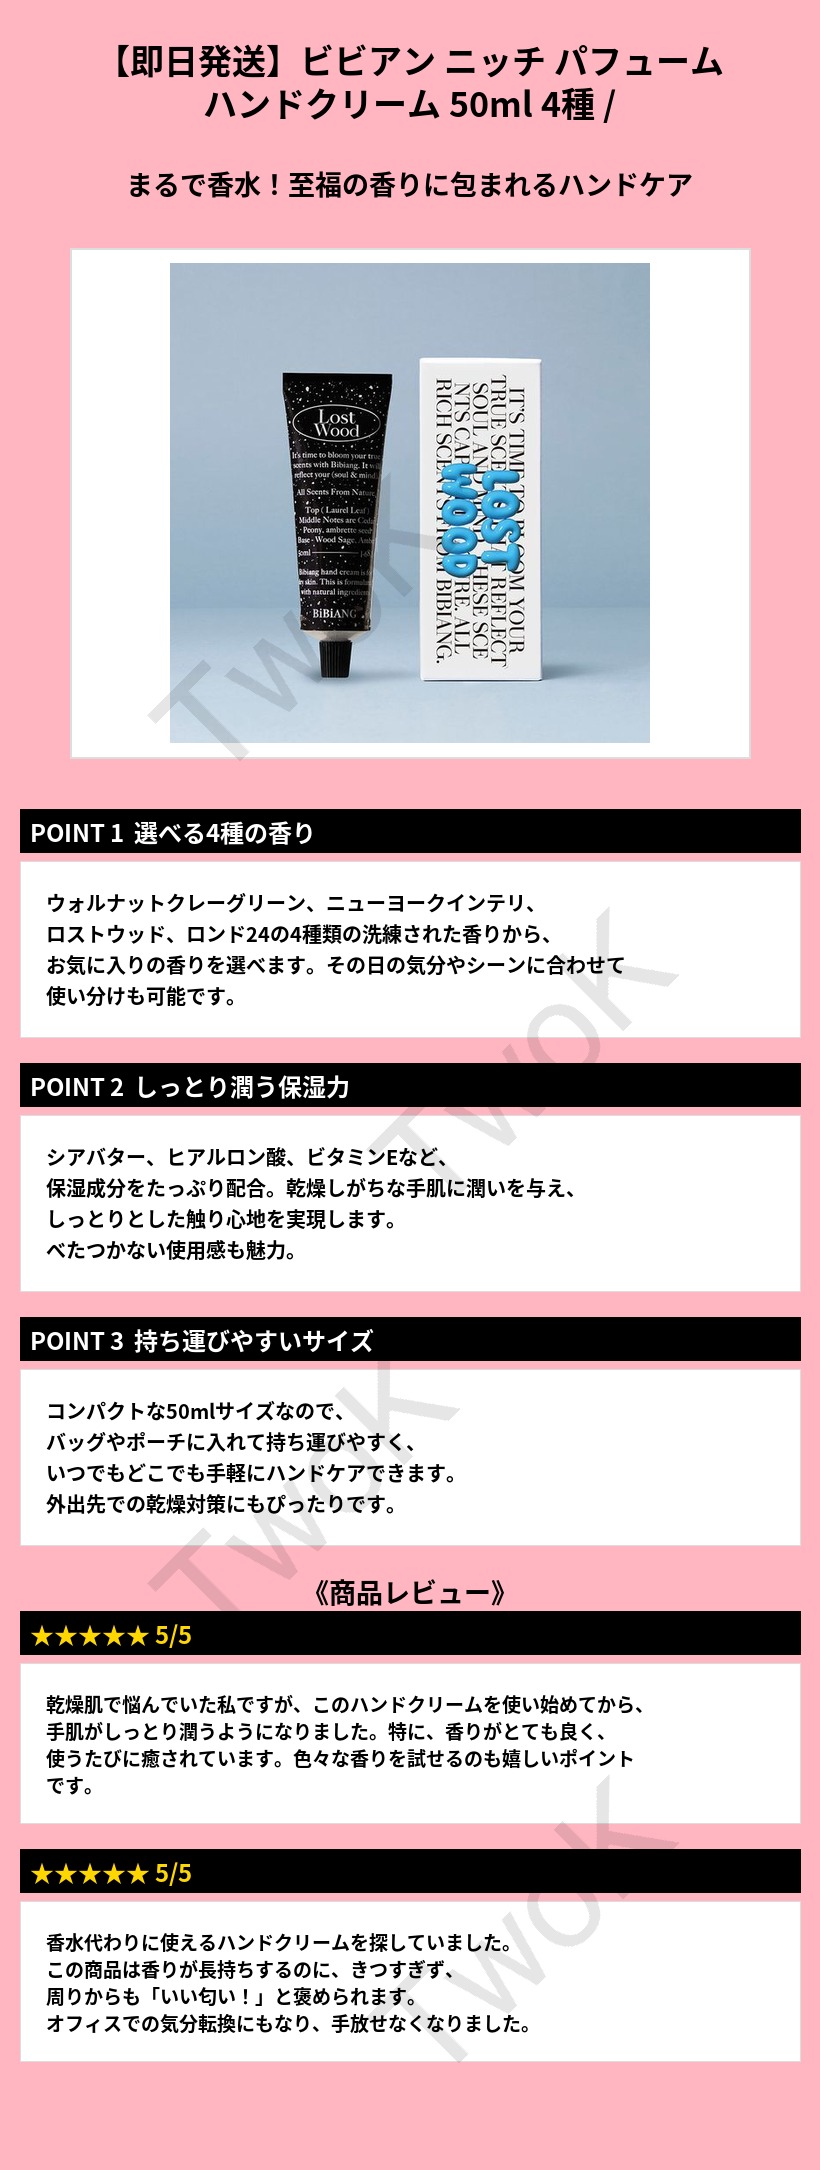 【即日発送】ビビアン ニッチ パフューム
ハンドクリーム 50ml 4種 /
まるで香水！至福の香りに包まれるハンドケア
Lost
Wood
It's time to bloom your true
scents with Bibiang. It will
reflect your (soul & mind)
All Scents From Nature
Top ( Laurel Leaf )
Middle Notes are Ceda
Peony, ambrette seed
Base - Wood Sage, Amb
50ml
Bibiang hand cream is
dry skin. This is formula
with natural ingredien
BiBiANG
IT'S TIME TO BLOOM YOUR
TRUE SCE REFLECT
SOUL AND HESE SCE
NTS CAP RE. ALL
RICH SCE BIBIANG.
LOST
WOOD
TwoK
POINT 1 選べる4種の香り
ウォルナットクレーグリーン、ニューヨークインテリ、
ロストウッド、ロンド24の4種類の洗練された香りから、
お気に入りの香りを選べます。その日の気分やシーンに合わせて
使い分けも可能です。
TwoK
POINT 2 しっとり潤う保湿力
シアバター、ヒアルロン酸、ビタミンEなど、
保湿成分をたっぷり配合。乾燥しがちな手肌に潤いを与え、
しっとりとした触り心地を実現します。
べたつかない使用感も魅力。
POINT 3 持ち運びやすいサイズ
コンパクトな50mlサイズなので、
バッグやポーチに入れて持ち運びやすく、
いつでもどこでも手軽にハンドケアできます。
外出先での乾燥対策にもぴったりです。
TwoK
《商品レビュー》
★★★★★ 5/5
乾燥肌で悩んでいた私ですが、このハンドクリームを使い始めてから、
手肌がしっとり潤うようになりました。特に、香りがとても良く、
使うたびに癒されています。色々な香りを試せるのも嬉しいポイント
です。
★★★★★ 5/5
香水代わりに使えるハンドクリームを探していました。
この商品は香りが長持ちするのに、きつすぎず、
周りからも「いい匂い！」と褒められます。
オフィスでの気分転換にもなり、手放せなくなりました。
TwoK